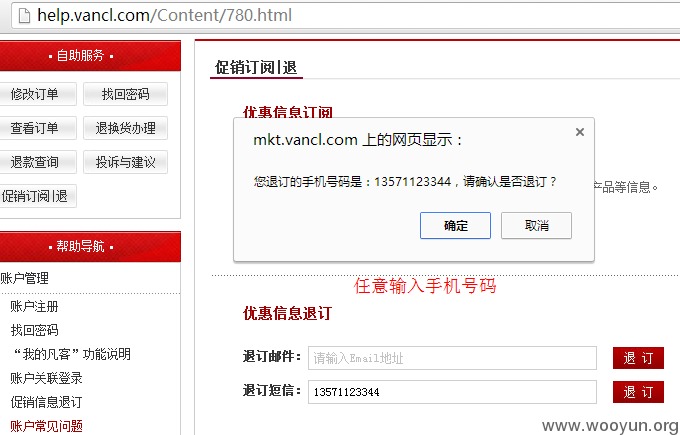 help.vancl.com/Content/780.html
▪ 自助服务 ▪
修改订单 找回密码
查看订单 退换货办理
退款查询 投诉与建议
促销订阅|退
▪ 帮助导航 ▪
账户管理
账户注册
找回密码
“我的凡客”功能说明
账户关联登录
促销信息退订
账户常见问题
促销订阅|退
优惠信息订阅
mkt.vancl.com 上的网页显示：
您退订的手机号码是：13571123344，请确认是否退订？
确定 取消
产品等信息。
任意输入手机号码
优惠信息退订
退订邮件： 请输入Email地址 退 订
退订短信： 13571123344 退 订
www.wooyun.org